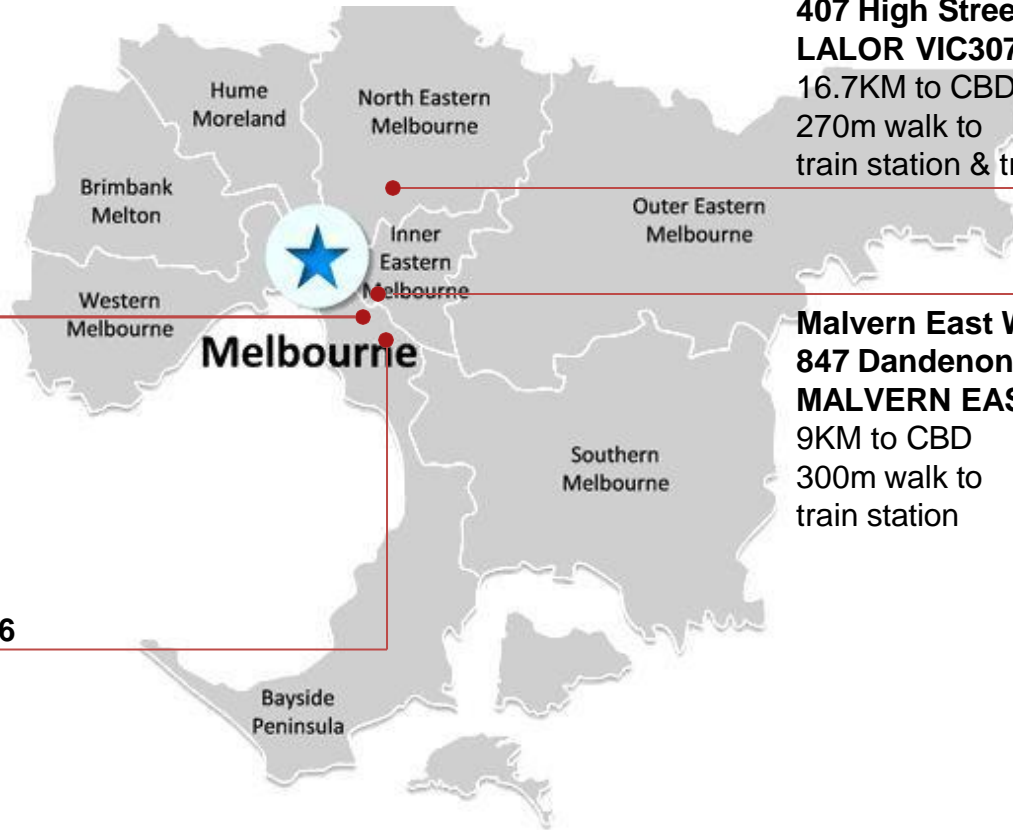 407 High Stree
LALOR VIC307
16.7KM to CBD
270m walk to
train station & tr
Hume
Moreland
North Eastern
Melbourne
Brimbank
Melton
Outer Eastern
Melbourne
Inner
Eastern
Melbourne
Western
Melbourne
Melbourne
Malvern East W
847 Dandenon
MALVERN EAS
9KM to CBD
300m walk to
train station
Southern
Melbourne
6
Bayside
Peninsula